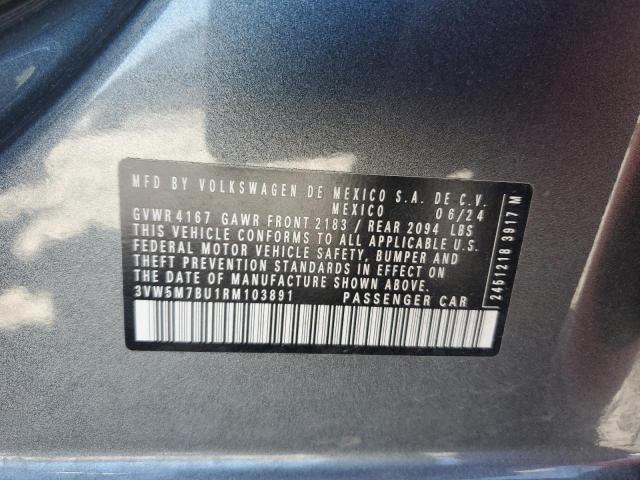 MFD BY VOLKSWAGEN DE MEXICO S.A. DE C.V.
MEXICO 06/24
GVWR 4167 GAWR FRONT 2183 / REAR 2094 LBS
THIS VEHICLE CONFORMS TO ALL APPLICABLE U.S.
FEDERAL MOTOR VEHICLE SAFETY, BUMPER AND
THEFT PREVENTION STANDARDS IN EFFECT ON
THE DATE OF MANUFACTURE SHOWN ABOVE.
3VW5M7BU1RM103891 PASSENGER CAR
2451218 3917 M